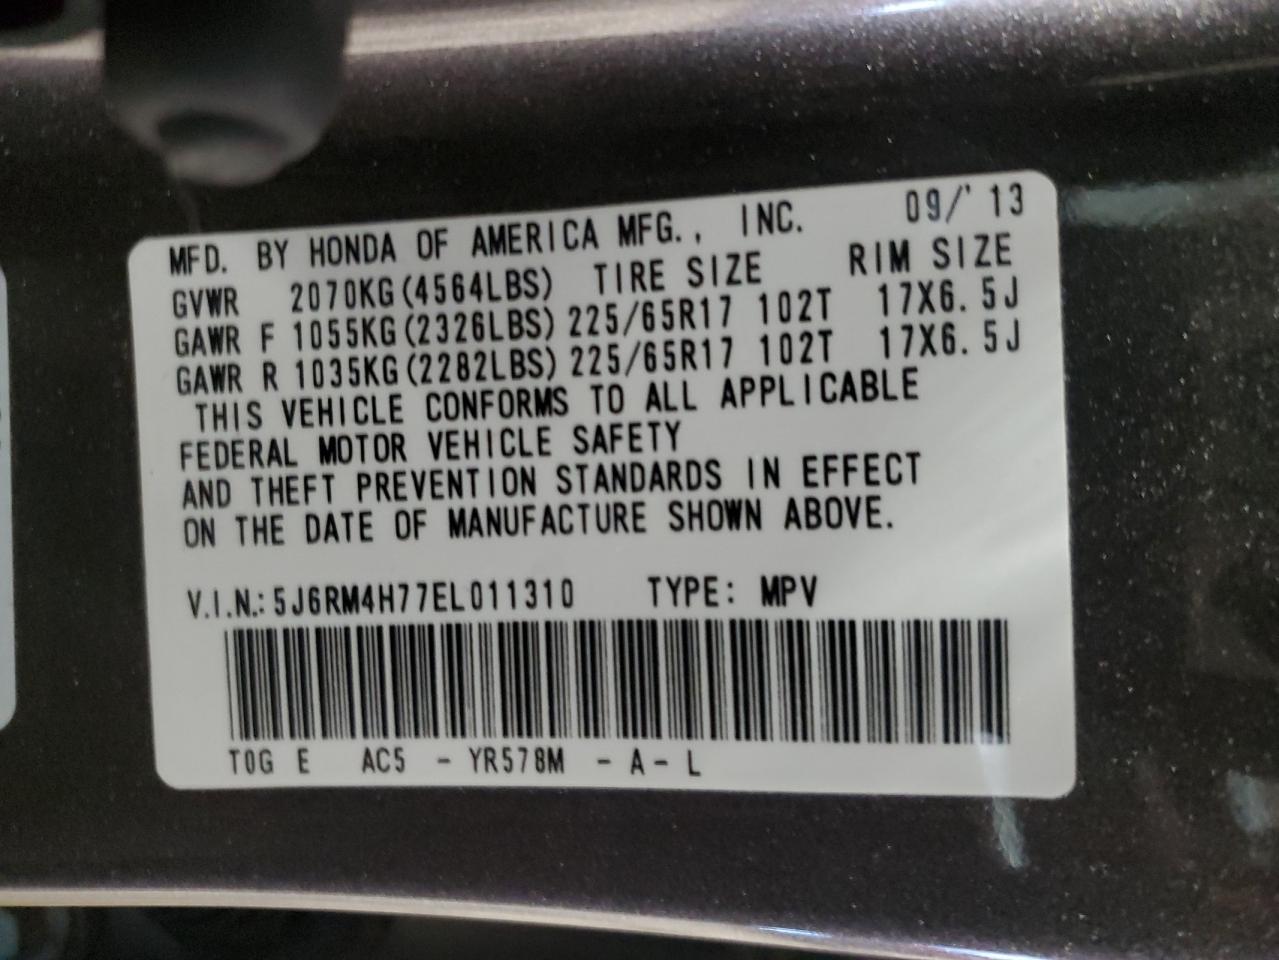 MFD. BY HONDA OF AMERICA MFG., INC. 09/'13
GVWR 2070KG(4564LBS) TIRE SIZE RIM SIZE
GAWR F 1055KG(2326LBS) 225/65R17 102T 17X6.5J
GAWR R 1035KG(2282LBS) 225/65R17 102T 17X6.5J
THIS VEHICLE CONFORMS TO ALL APPLICABLE
FEDERAL MOTOR VEHICLE SAFETY
AND THEFT PREVENTION STANDARDS IN EFFECT
ON THE DATE OF MANUFACTURE SHOWN ABOVE.
V.I.N.: 5J6RM4H77EL011310 TYPE: MPV
T0G E AC5 - YR578M - A - L